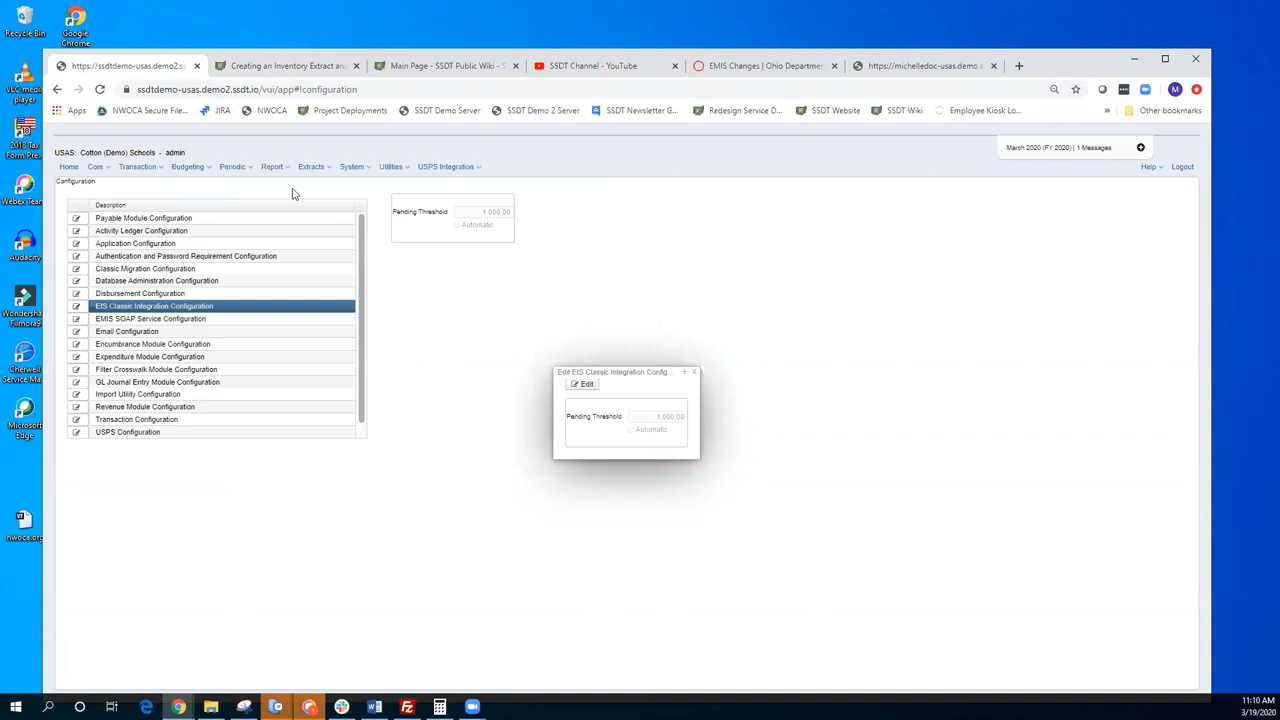 Recycle Bin
Google Chrome
VLC media player
2018 Tax Form Pre...
Webex Team...
Audacity
Wondersha... Filmora9
Cherwell Service Ma...
Microsoft Edge
nwoca.org
https://ssdtdemo-usas.demo2.ss
Creating an Inventory Extract and
Main Page - SSDT Public Wiki - S
SSDT Channel - YouTube
EMIS Changes | Ohio Departmen
https://michelledoc-usas.demo.s
ssdtdemo-usas.demo2.ssdt.io/vui/app#!configuration
M
Apps
NWOCA Secure File...
JIRA
NWOCA
Project Deployments
SSDT Demo Server
SSDT Demo 2 Server
SSDT Newsletter G...
Redesign Service D...
SSDT Website
SSDT Wiki
Employee Kiosk Lo...
»
Other bookmarks
USAS: Cotton (Demo) Schools - admin
March 2020 (FY 2020) | 1 Messages
Home Core Transaction Budgeting Periodic Report Extracts System Utilities USPS Integration Help Logout
Configuration
Description
Payable Module Configuration
Activity Ledger Configuration
Application Configuration
Authentication and Password Requirement Configuration
Classic Migration Configuration
Database Administration Configuration
Disbursement Configuration
EIS Classic Integration Configuration
EMIS SOAP Service Configuration
Email Configuration
Encumbrance Module Configuration
Expenditure Module Configuration
Filter Crosswalk Module Configuration
GL Journal Entry Module Configuration
Import Utility Configuration
Revenue Module Configuration
Transaction Configuration
USPS Configuration
Pending Threshold 1,000.00
Automatic
Edit EIS Classic Integration Config... + x
Edit
Pending Threshold 1,000.00
Automatic
11:10 AM
3/19/2020